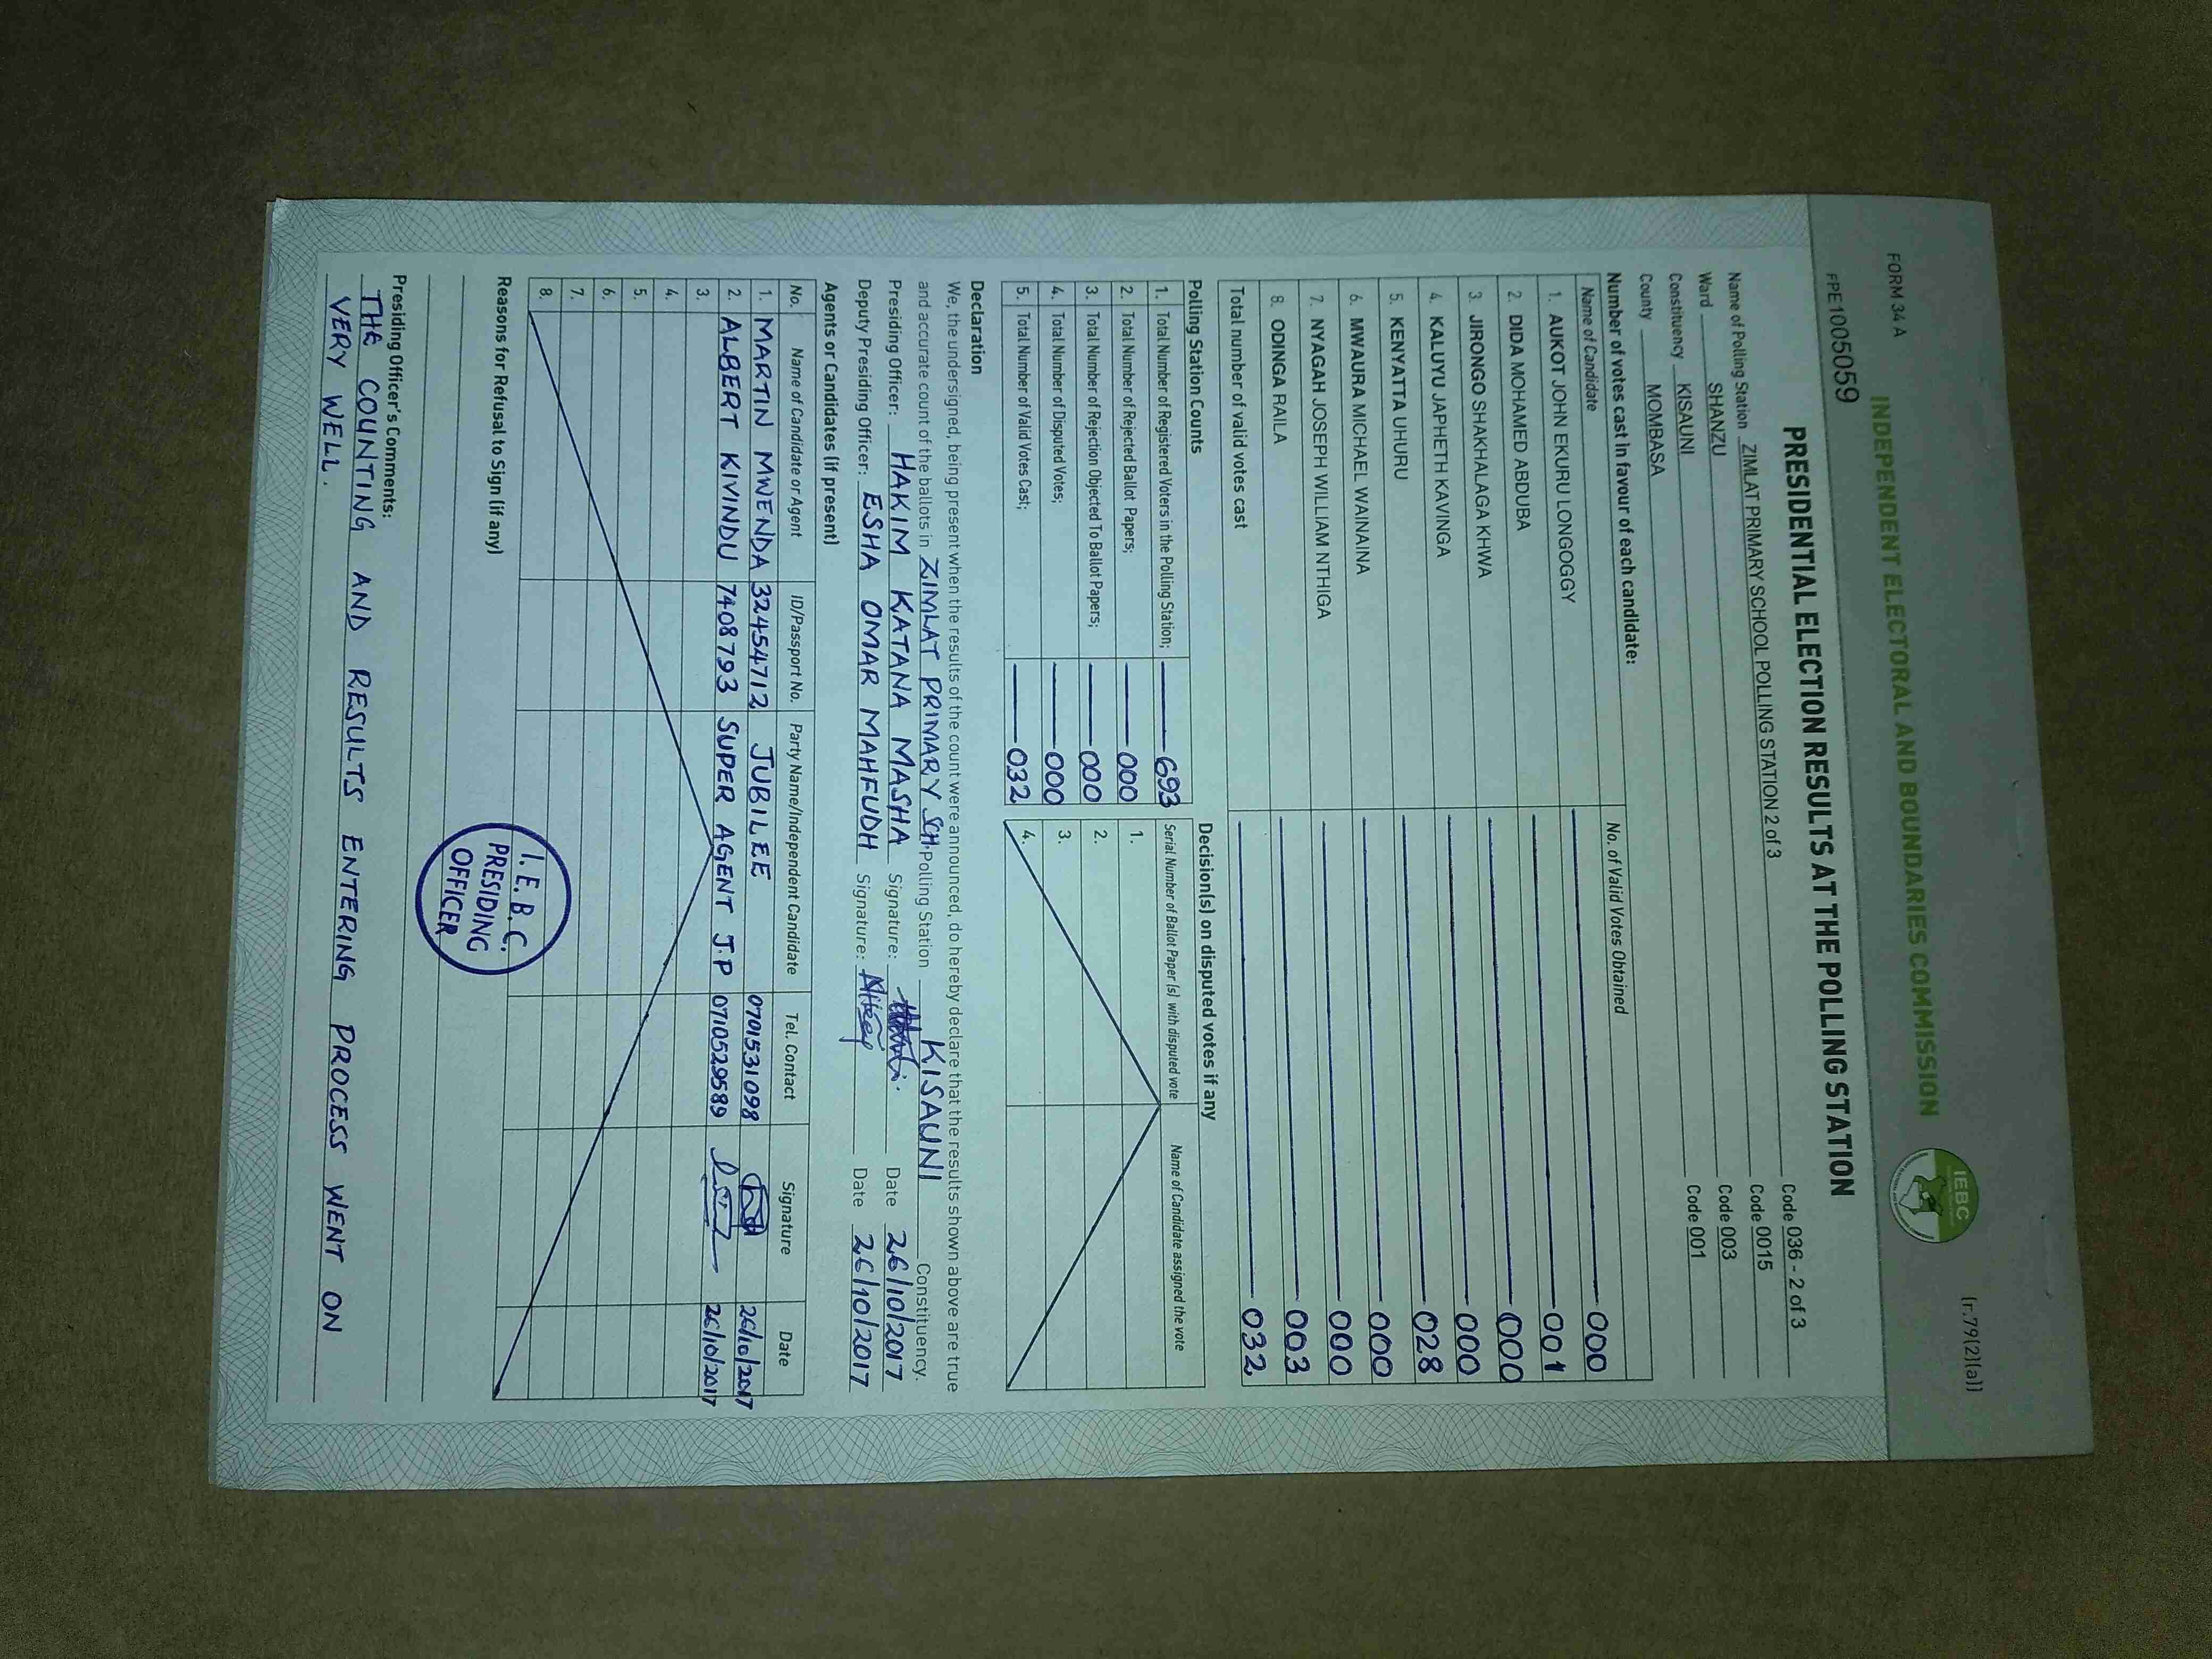 FORM 34 A
(r.79(2)(a))
INDEPENDENT ELECTORAL AND BOUNDARIES COMMISSION
IEBC
FPE1005059
PRESIDENTIAL ELECTION RESULTS AT THE POLLING STATION
Name of Polling Station ZIMLAT PRIMARY SCHOOL POLLING STATION 2 of 3 Code 036 - 2 of 3
Ward SHANZU Code 0015
Constituency KISAUNI Code 003
County MOMBASA Code 001
Number of votes cast in favour of each candidate:
Name of Candidate No. of Valid Votes Obtained
1. AUKOT JOHN EKURU LONGOGGY 000
2. DIDA MOHAMED ABDUBA 001
3. JIRONGO SHAKHALAGA KHWA 000
4. KALUYU JAPHETH KAVINGA 000
5. KENYATTA UHURU 028
6. MWAURA MICHAEL WAINAINA 000
7. NYAGAH JOSEPH WILLIAM NTHIGA 000
8. ODINGA RAILA 003
Total number of valid votes cast 032
Polling Station Counts
1. Total Number of Registered Voters in the Polling Station; 693
2. Total Number of Rejected Ballot Papers; 000
3. Total Number of Rejection Objected To Ballot Papers; 000
4. Total Number of Disputed Votes; 000
5. Total Number of Valid Votes Cast; 032
Decision(s) on disputed votes if any
Serial Number of Ballot Paper (s) with disputed vote Name of Candidate assigned the vote
1.
2.
3.
4.
Declaration
We, the undersigned, being present when the results of the count were announced, do hereby declare that the results shown above are true
and accurate count of the ballots in ZIMLAT PRIMARY SCH. Polling Station KISAUNI Constituency.
Presiding Officer: HAKIM KATANA MASHA Signature: Date 26/10/2017
Deputy Presiding Officer: ESHA OMAR MAHFUDH Signature: Date 26/10/2017
Agents or Candidates (if present)
No. Name of Candidate or Agent ID/Passport No. Party Name/Independent Candidate Tel. Contact Signature Date
1. MARTIN MWENDA 32454712 JUBILEE 0701531098 26/10/2017
2. ALBERT KIVINDU 7408793 SUPER AGENT J.P 0710529589 26/10/2017
3.
4.
5.
6.
7.
8.
Reasons for Refusal to Sign (if any)
I. E. B. C.
PRESIDING
OFFICER
Presiding Officer's Comments:
THE COUNTING AND RESULTS ENTERING PROCESS WENT ON
VERY WELL.